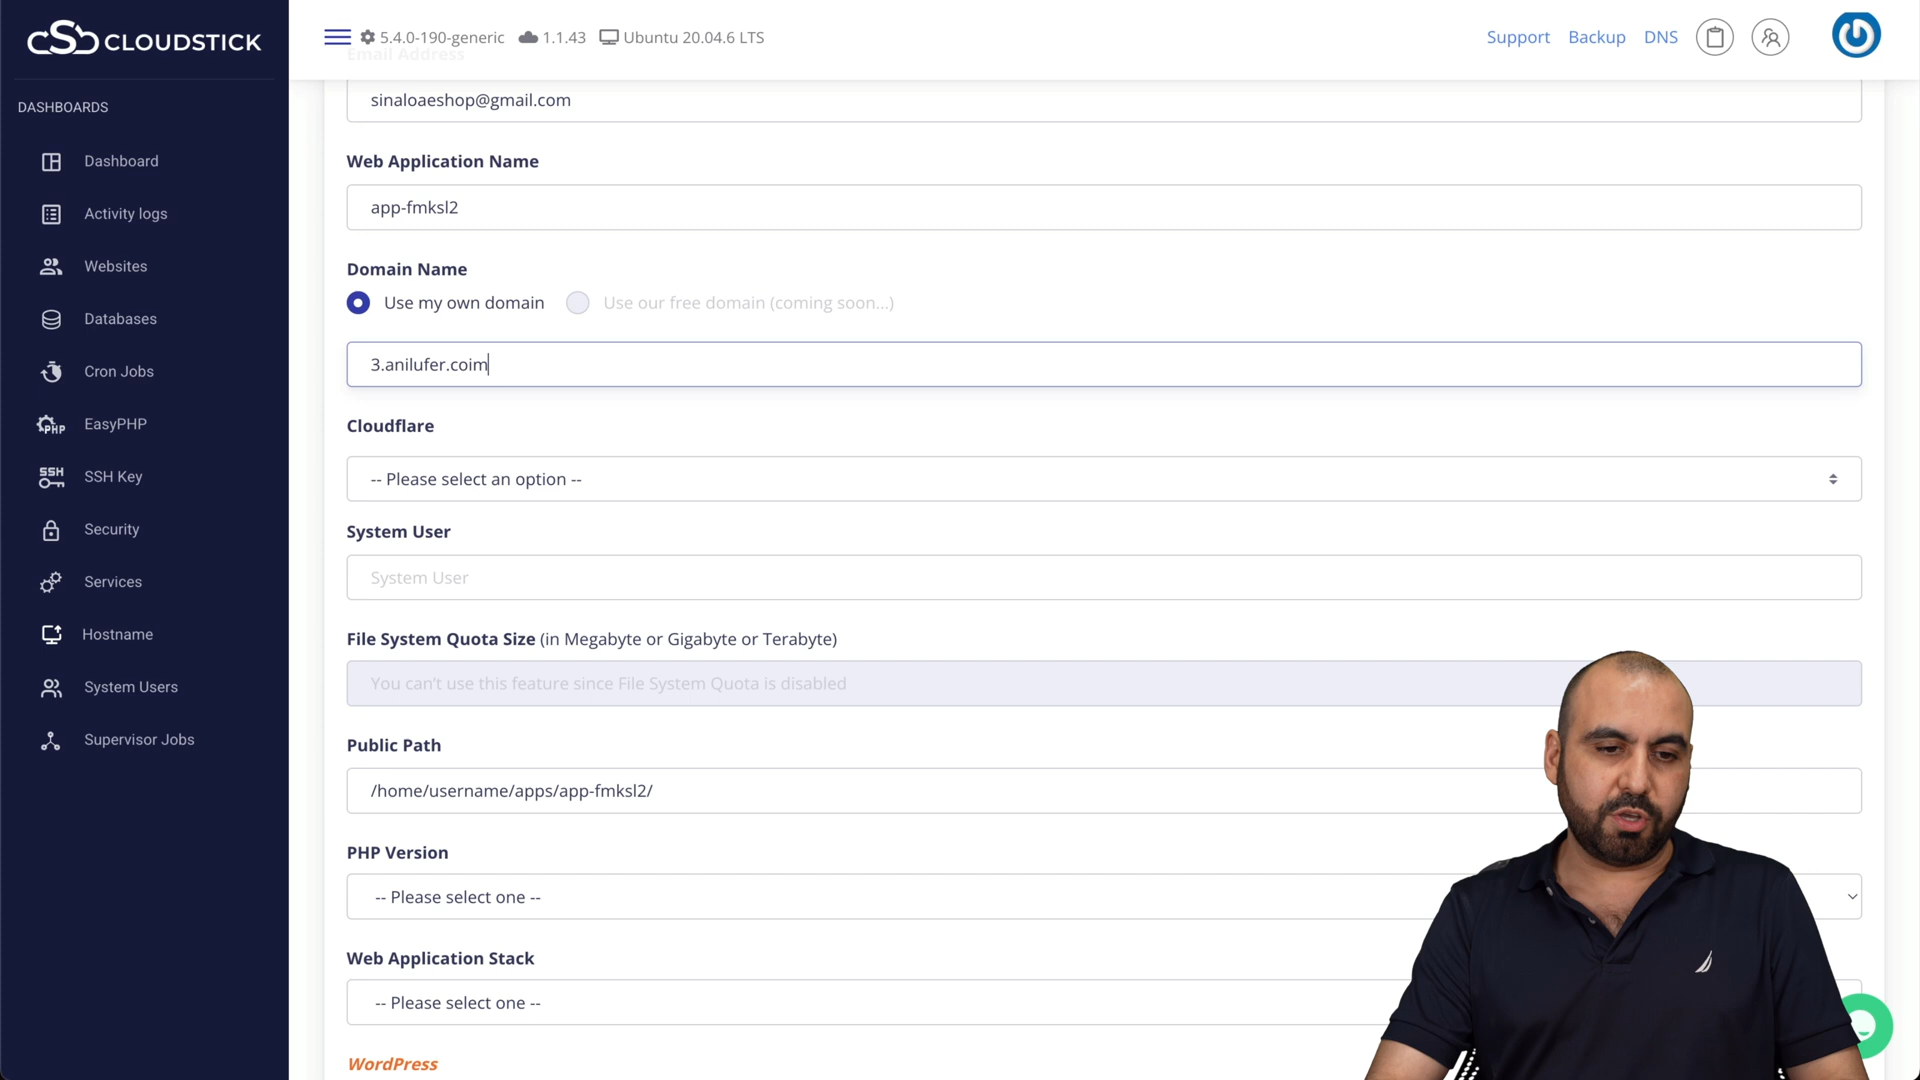 CLOUDSTICK
5.4.0-190-generic 1.1.43 Ubuntu 20.04.6 LTS
Support Backup DNS
DASHBOARDS
Dashboard
Activity logs
Websites
Databases
Cron Jobs
EasyPHP
SSH Key
Security
Services
Hostname
System Users
Supervisor Jobs
Email Address
sinaloaeshop@gmail.com
Web Application Name
app-fmksl2
Domain Name
Use my own domain Use our free domain (coming soon...)
3.anilufer.coim
Cloudflare
-- Please select an option --
System User
System User
File System Quota Size (in Megabyte or Gigabyte or Terabyte)
You can't use this feature since File System Quota is disabled
Public Path
/home/username/apps/app-fmksl2/
PHP Version
-- Please select one --
Web Application Stack
-- Please select one --
WordPress